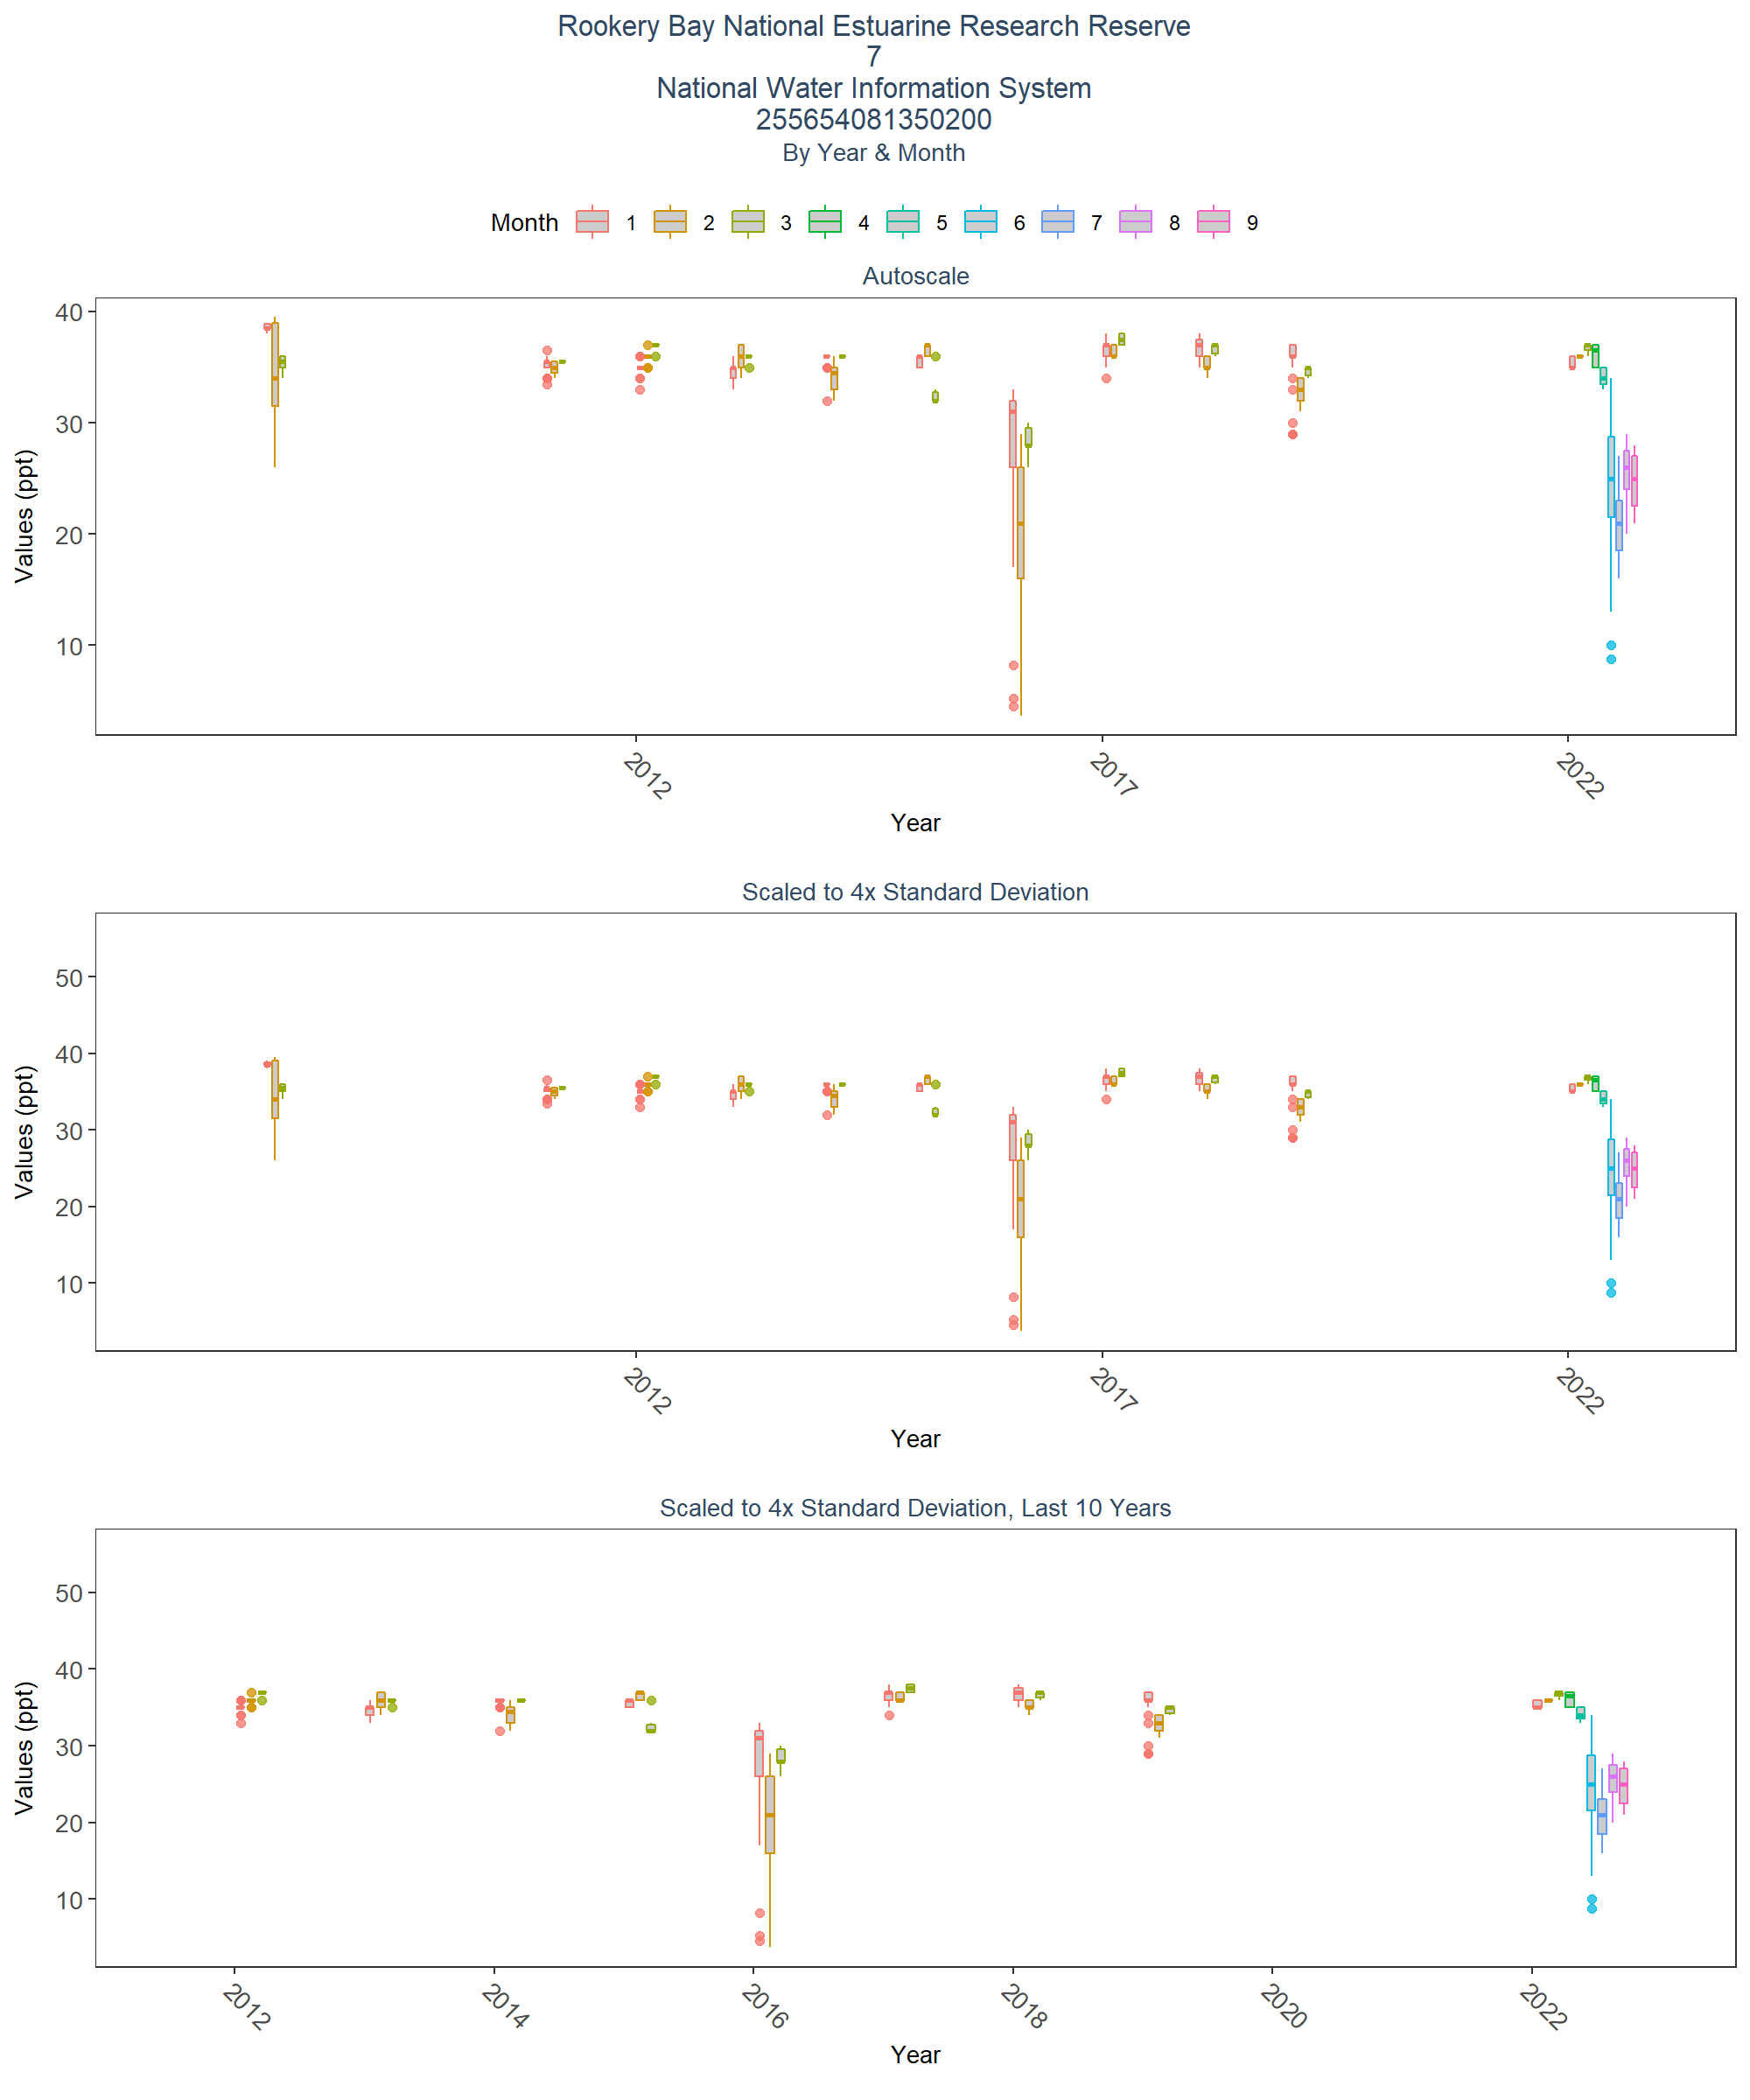 Rookery Bay National Estuarine Research Reserve
7
National Water Information System
255654081350200
By Year & Month
Month 1 2 3 4 5 6 7 8 9
Autoscale
Values (ppt)
40
30
20
10
2012 2017 2022
Year
Scaled to 4x Standard Deviation
Values (ppt)
50
40
30
20
10
2012 2017 2022
Year
Scaled to 4x Standard Deviation, Last 10 Years
Values (ppt)
50
40
30
20
10
2012 2014 2016 2018 2020 2022
Year